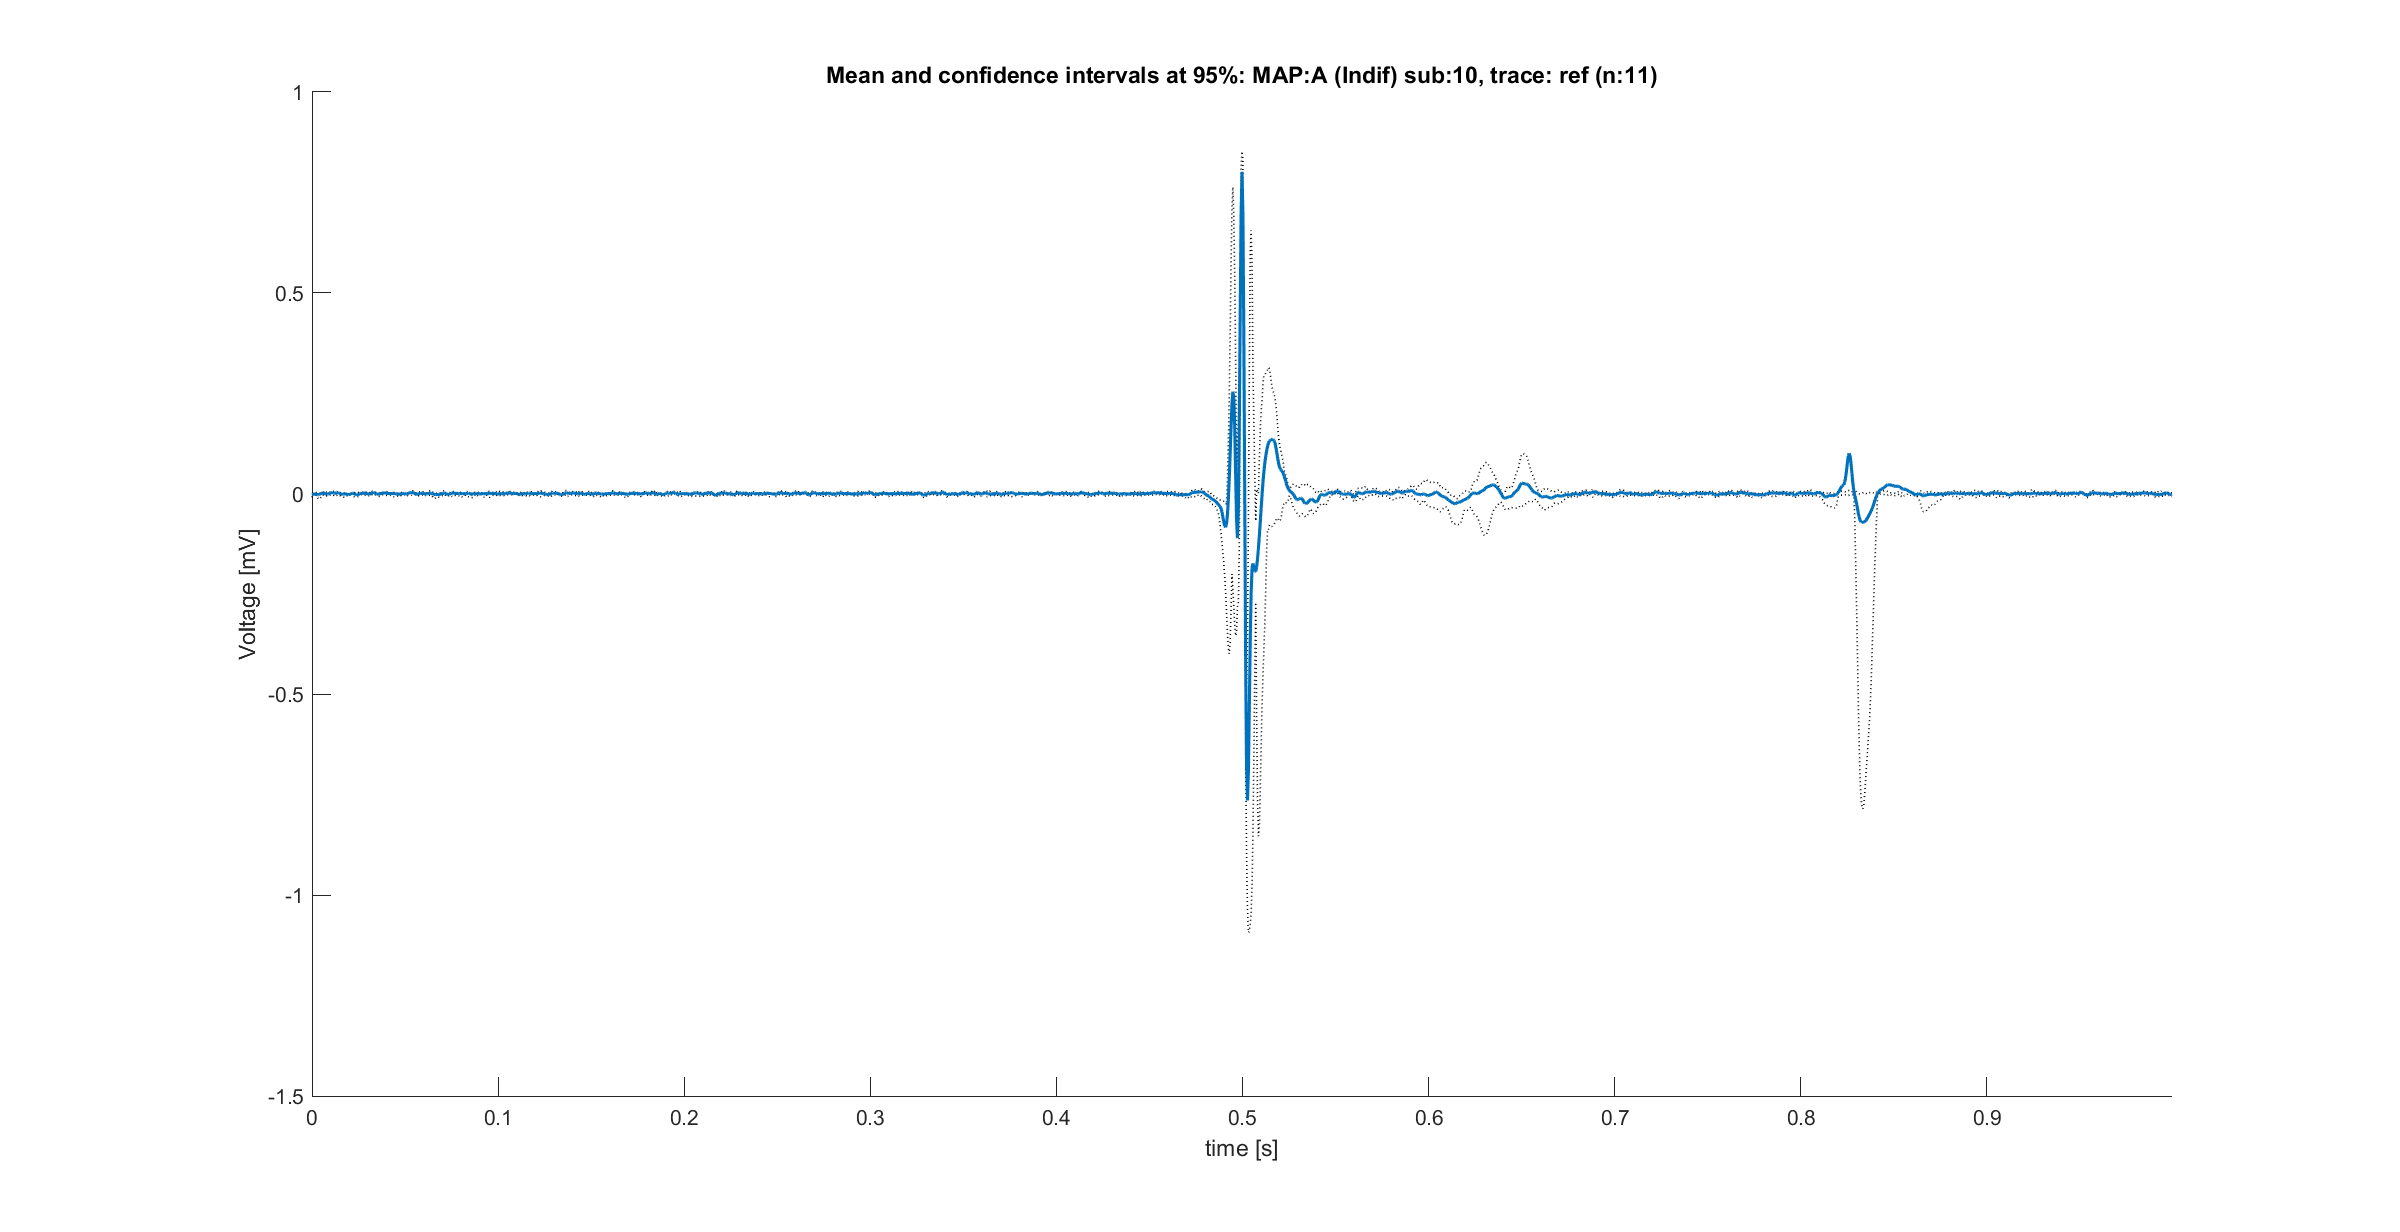 Mean and confidence intervals at 95%: MAP:A (Indif) sub:10, trace: ref (n:11)
1
0.5
0
-0.5
-1
-1.5
Voltage [mV]
0 0.1 0.2 0.3 0.4 0.5 0.6 0.7 0.8 0.9
time [s]